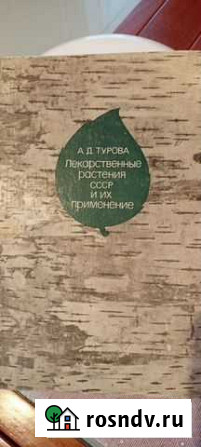 А. Д. ТУРОВА
Лекарственные
растения
СССР
и их
применение
rosndv.ru